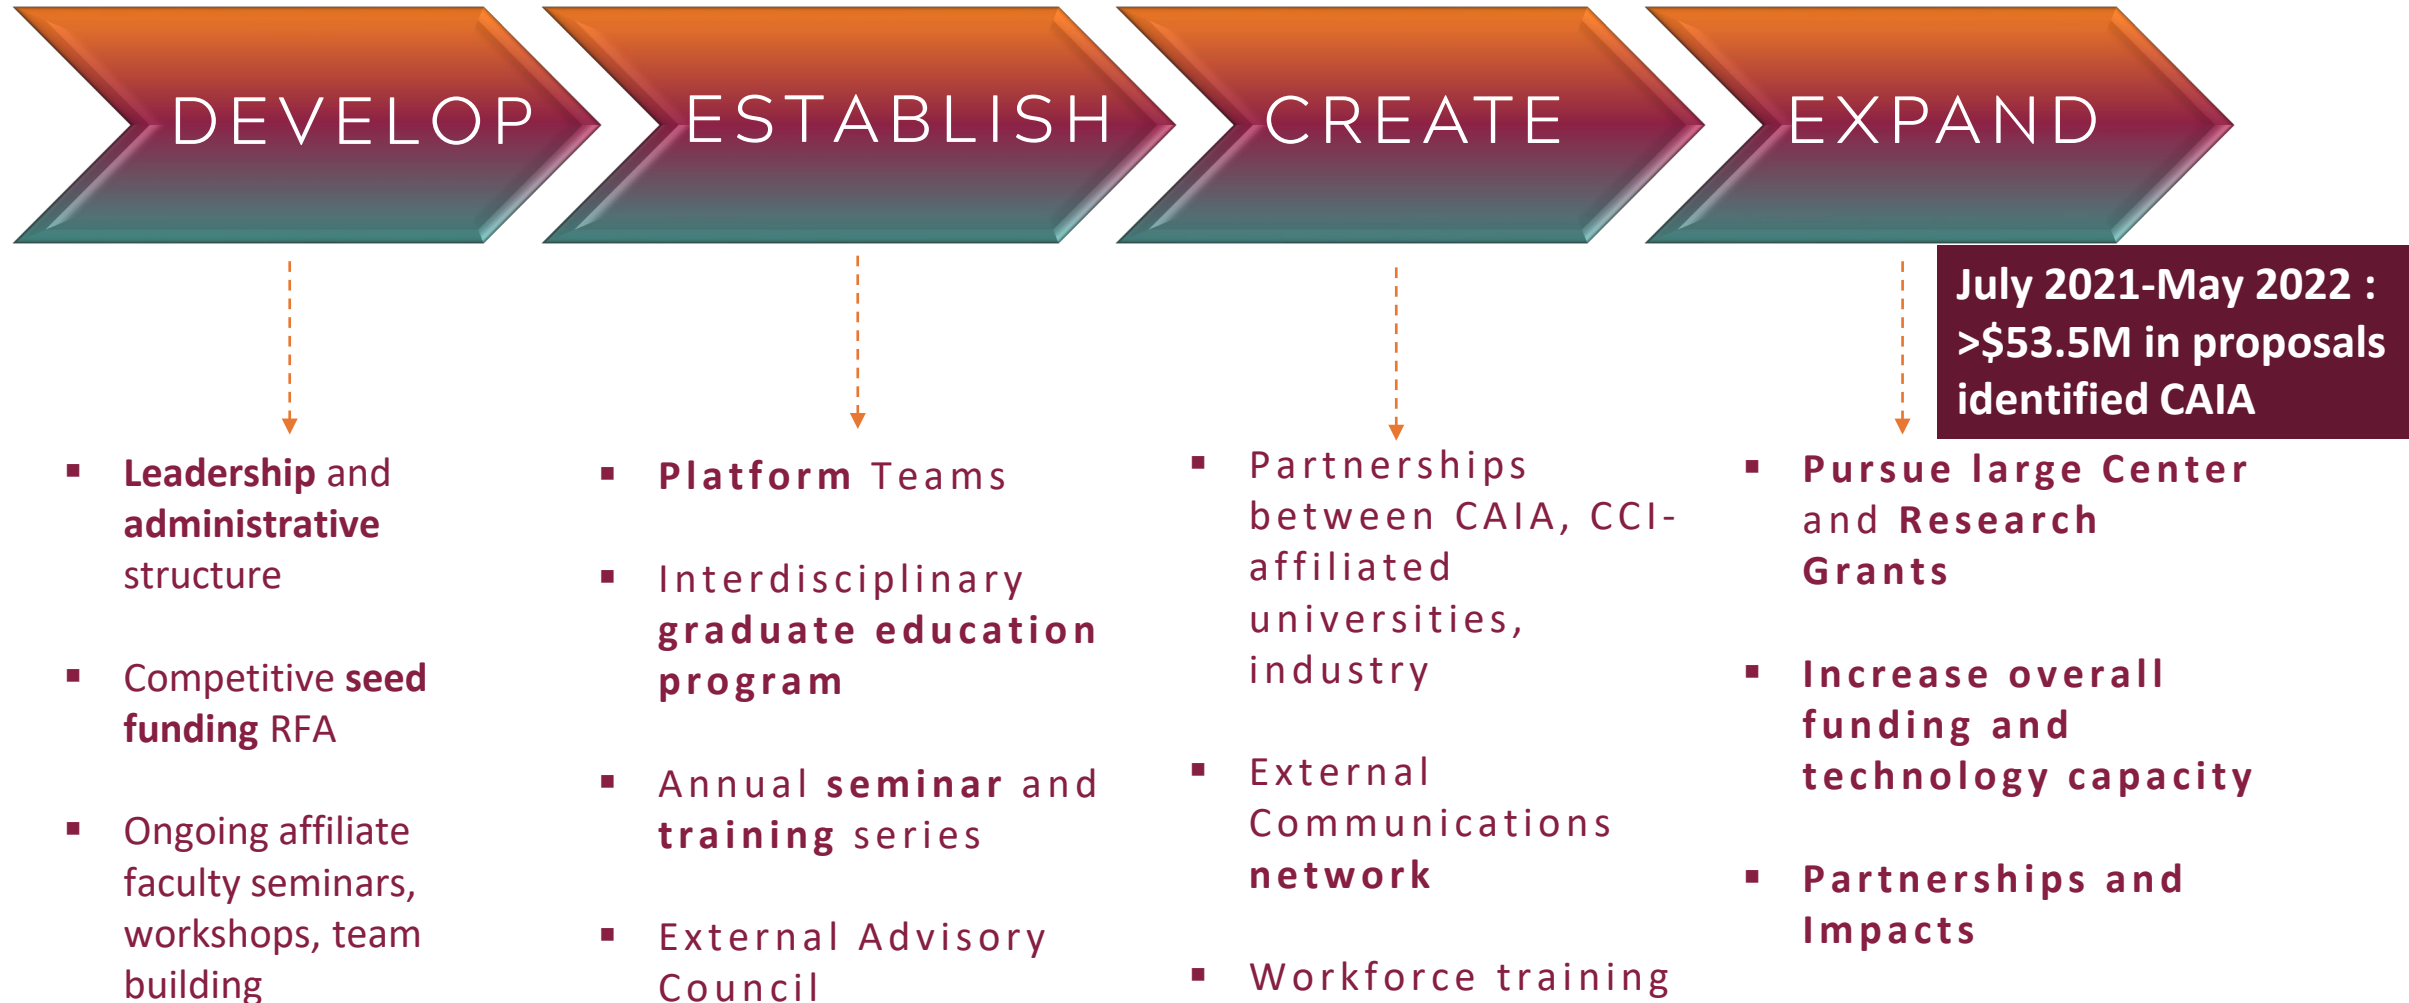 DEVELOP
ESTABLISH
CREATE
EXPAND
July 2021-May 2022 :
>$53.5M in proposals
identified CAIA
▪ Leadership and
administrative
structure
▪ Competitive seed
funding RFA
▪ Ongoing affiliate
faculty seminars,
workshops, team
building
▪ Platform Teams
▪ Interdisciplinary
graduate education
program
▪ Annual seminar and
training series
▪ External Advisory
Council
▪ Partnerships
between CAIA, CCI-
affiliated
universities,
industry
▪ External
Communications
network
▪ Workforce training
▪ Pursue large Center
and Research
Grants
▪ Increase overall
funding and
technology capacity
▪ Partnerships and
Impacts